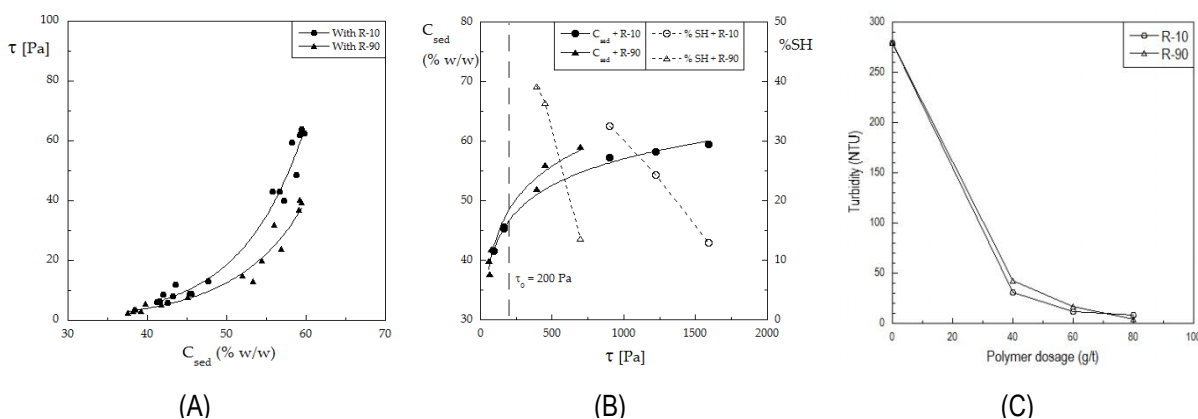 τ [Pa]
100
80
60
40
20
0
30
40
50
60
70
C_sed (% w/w)
With R-10
With R-90
(A)
C_sed
(% w/w)
80
70
60
50
40
30
0
500
1000
1500
2000
τ [Pa]
%SH
50
40
30
20
10
0
C_sed + R-10
C_sed + R-90
% SH + R-10
% SH + R-90
τ_0 = 200 Pa
(B)
Turbidity (NTU)
300
250
200
150
100
50
0
0
20
40
60
80
100
Polymer dosage (g/t)
R-10
R-90
(C)